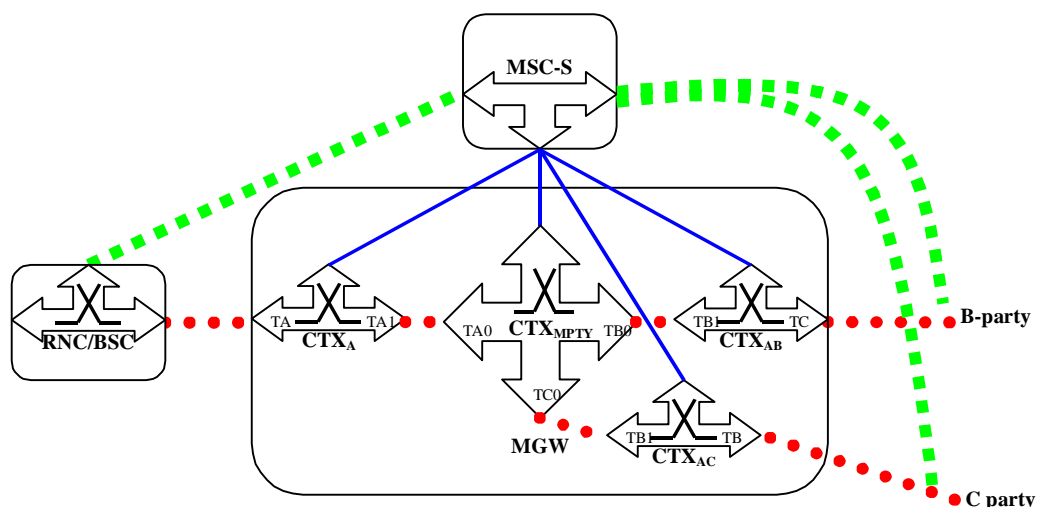 MSC-S
RNC/BSC
TA TA1
CTXA
TA0 CTXMPTY TB0
TC0
TB1 TC
CTXAB
B-party
TB1 TB
CTXAC
MGW
C party